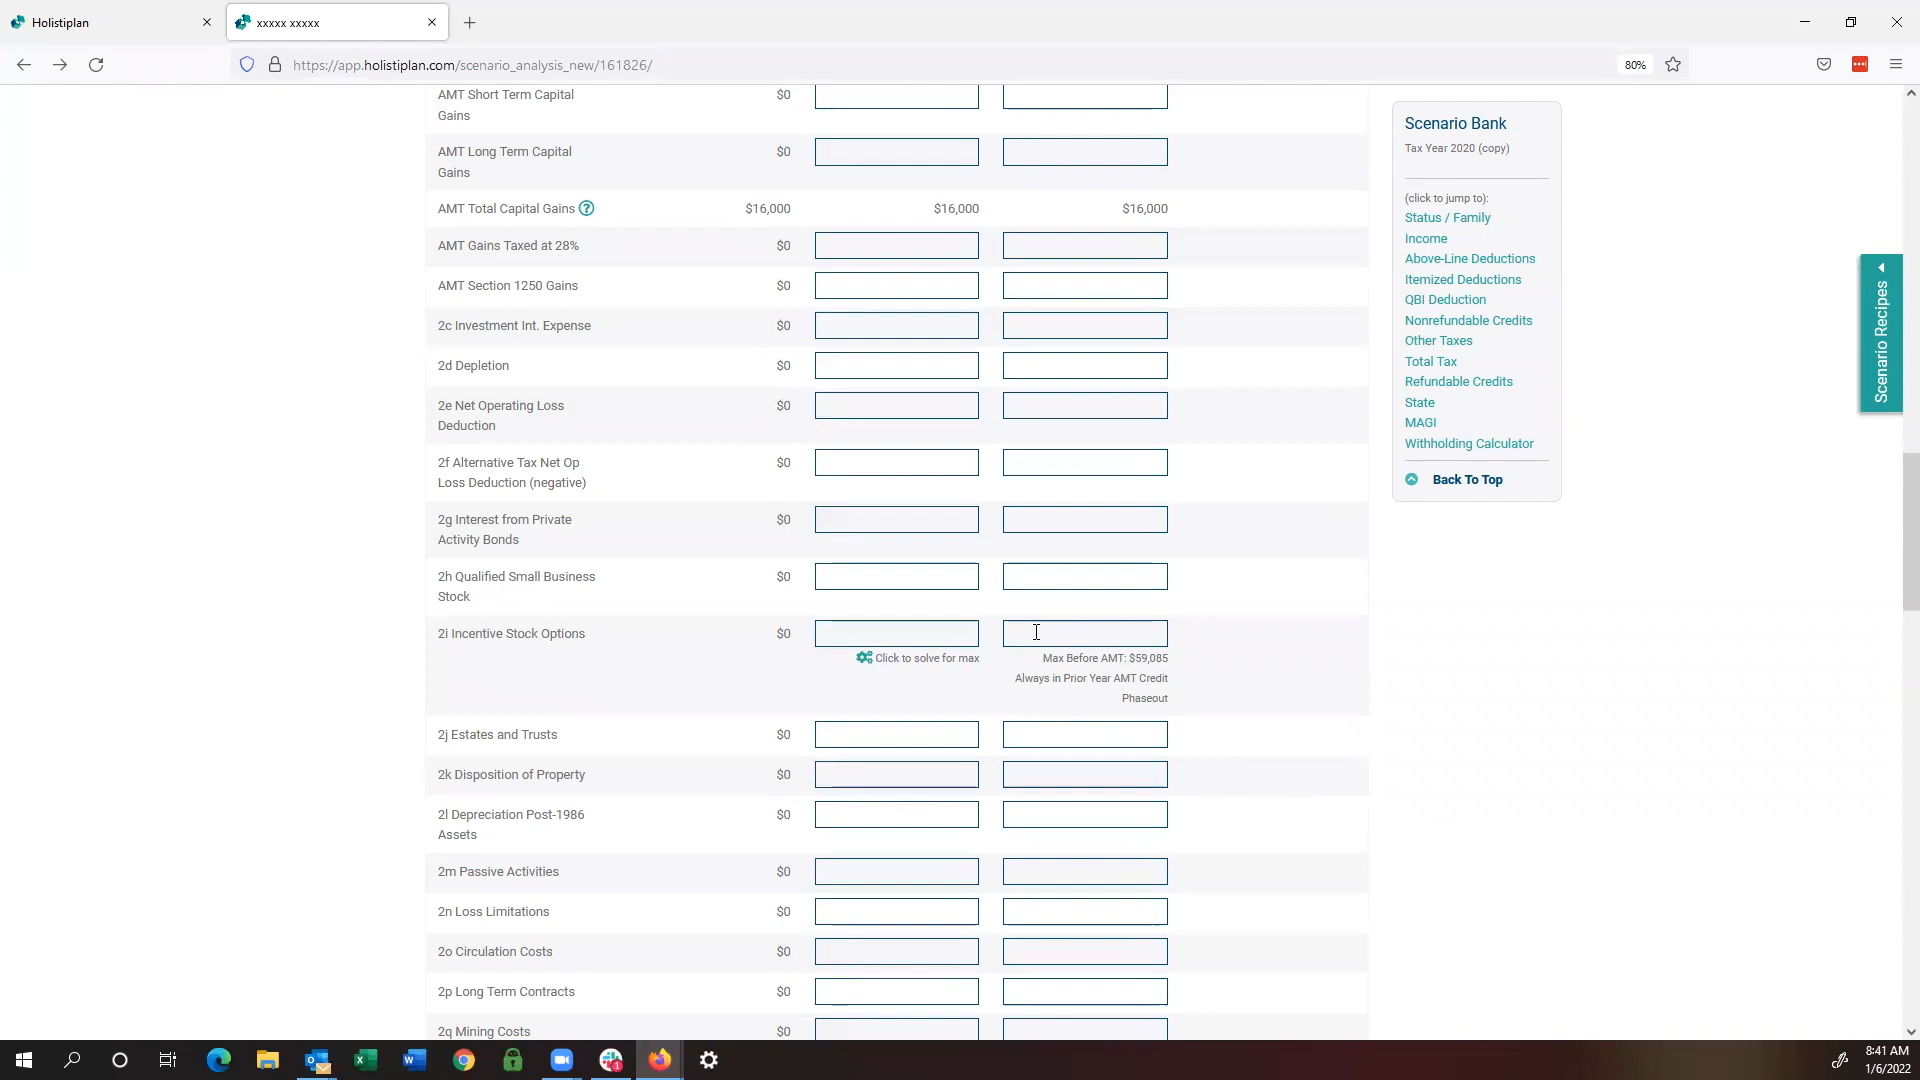 Holistiplan
xxxxx xxxxx
https://app.holistiplan.com/scenario_analysis_new/161826/
80%
AMT Short Term Capital
Gains
$0
AMT Long Term Capital
Gains
$0
AMT Total Capital Gains ?
$16,000 $16,000 $16,000
AMT Gains Taxed at 28% $0
AMT Section 1250 Gains $0
2c Investment Int. Expense $0
2d Depletion $0
2e Net Operating Loss
Deduction
$0
2f Alternative Tax Net Op
Loss Deduction (negative)
$0
2g Interest from Private
Activity Bonds
$0
2h Qualified Small Business
Stock
$0
2i Incentive Stock Options $0
Click to solve for max
Max Before AMT: $59,085
Always in Prior Year AMT Credit
Phaseout
2j Estates and Trusts $0
2k Disposition of Property $0
2l Depreciation Post-1986
Assets
$0
2m Passive Activities $0
2n Loss Limitations $0
2o Circulation Costs $0
2p Long Term Contracts $0
2q Mining Costs $0
Scenario Bank
Tax Year 2020 (copy)
(click to jump to):
Status / Family
Income
Above-Line Deductions
Itemized Deductions
QBI Deduction
Nonrefundable Credits
Other Taxes
Total Tax
Refundable Credits
State
MAGI
Withholding Calculator
Back To Top
Scenario Recipes
8:41 AM
1/6/2022